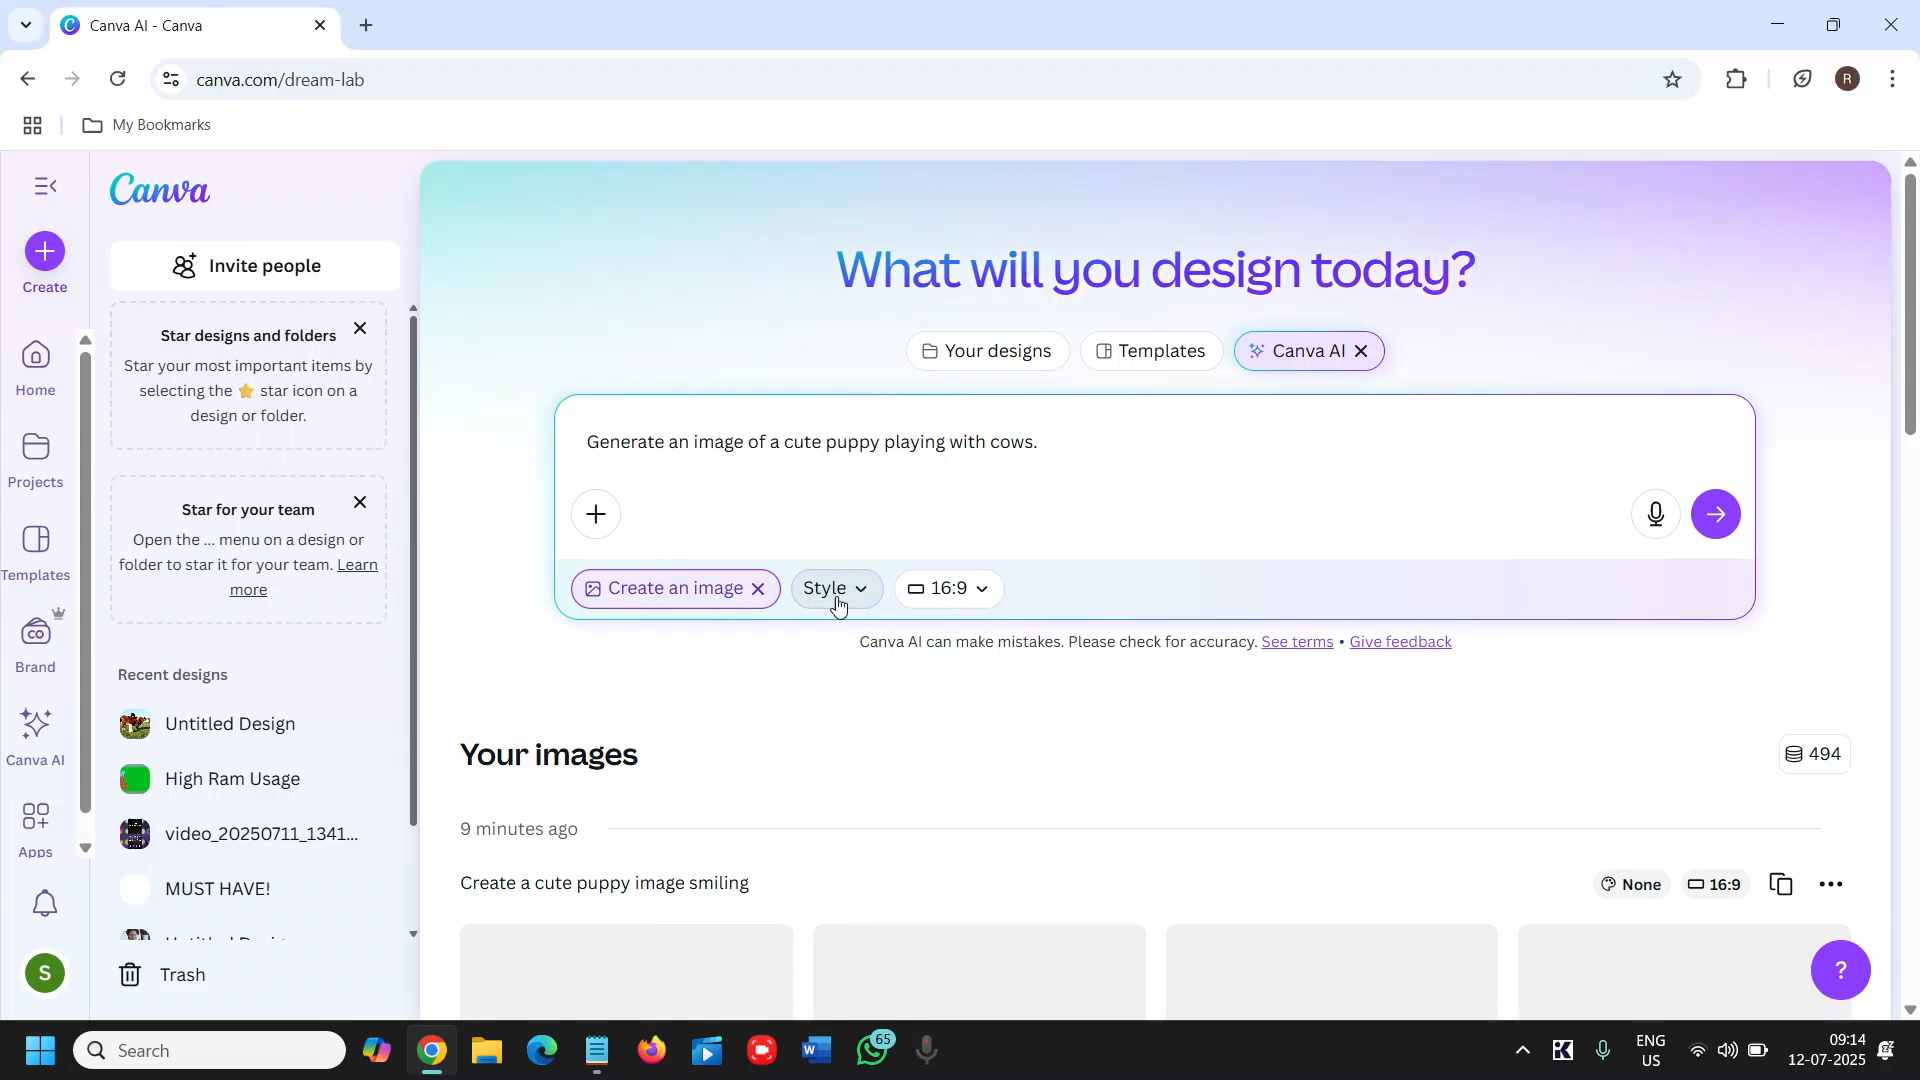 Canva AI - Canva
canva.com/dream-lab
R
My Bookmarks
Canva
Create
Invite people
Home
Projects
Templates
Brand
Canva AI
Apps
S
Star designs and folders
Star your most important items by
selecting the ⭐ star icon on a
design or folder.
Star for your team
Open the ... menu on a design or
folder to star it for your team. Learn
more
Recent designs
Untitled Design
High Ram Usage
video_20250711_1341...
MUST HAVE!
Trash
What will you design today?
Your designs
Templates
Canva AI
Generate an image of a cute puppy playing with cows.
Create an image
Style
16:9
Canva AI can make mistakes. Please check for accuracy. See terms • Give feedback
Your images
494
9 minutes ago
Create a cute puppy image smiling
None
16:9
?
Search
65
ENG
US
09:14
12-07-2025